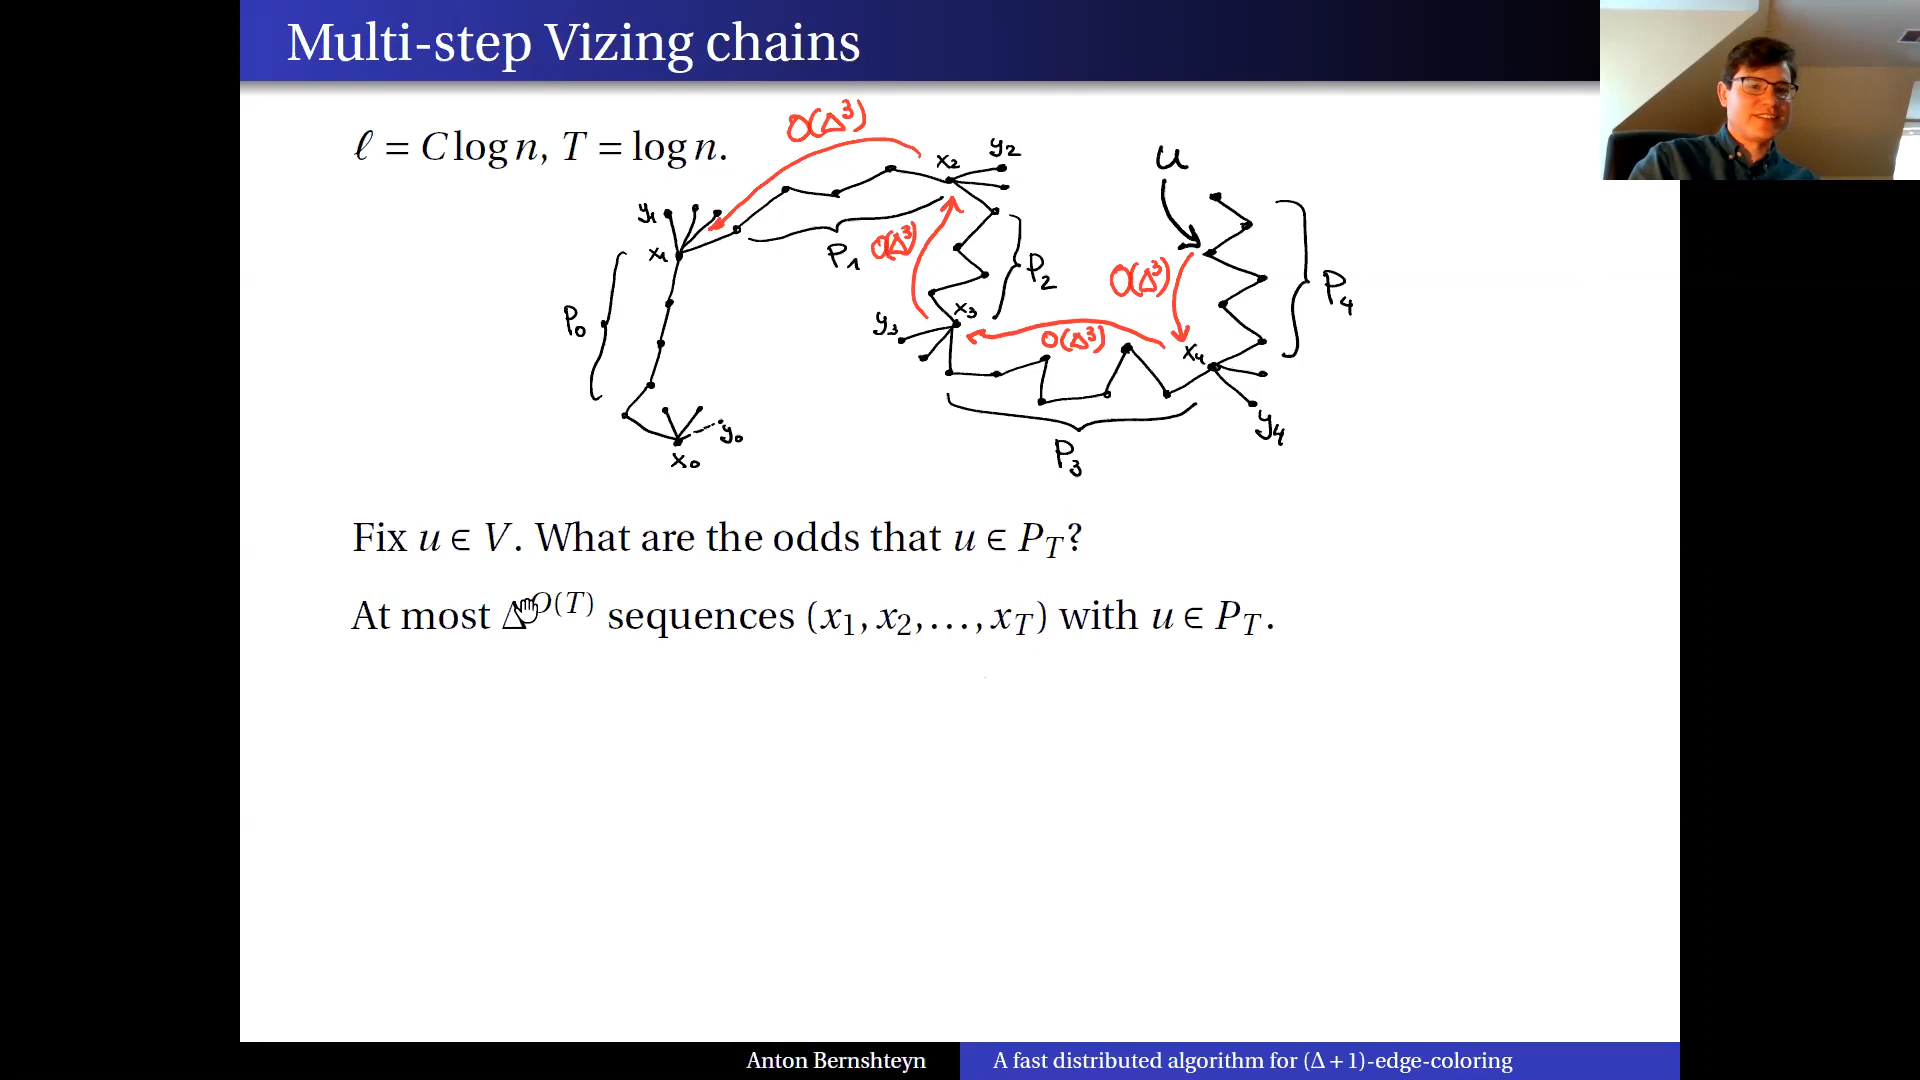 Multi-step Vizing chains
ℓ = C log n, T = log n.
O(Δ³)
x₂
y₂
u
y₁
x₁
P₁
O(Δ³)
P₂
O(Δ³)
P₄
P₀
y₃
x₃
O(Δ³)
x₄
y₀
x₀
P₃
y₄
Fix u ∈ V. What are the odds that u ∈ P_T?
At most Δ^O(T) sequences (x₁, x₂, …, x_T) with u ∈ P_T.
Anton Bernshteyn
A fast distributed algorithm for (Δ + 1)-edge-coloring